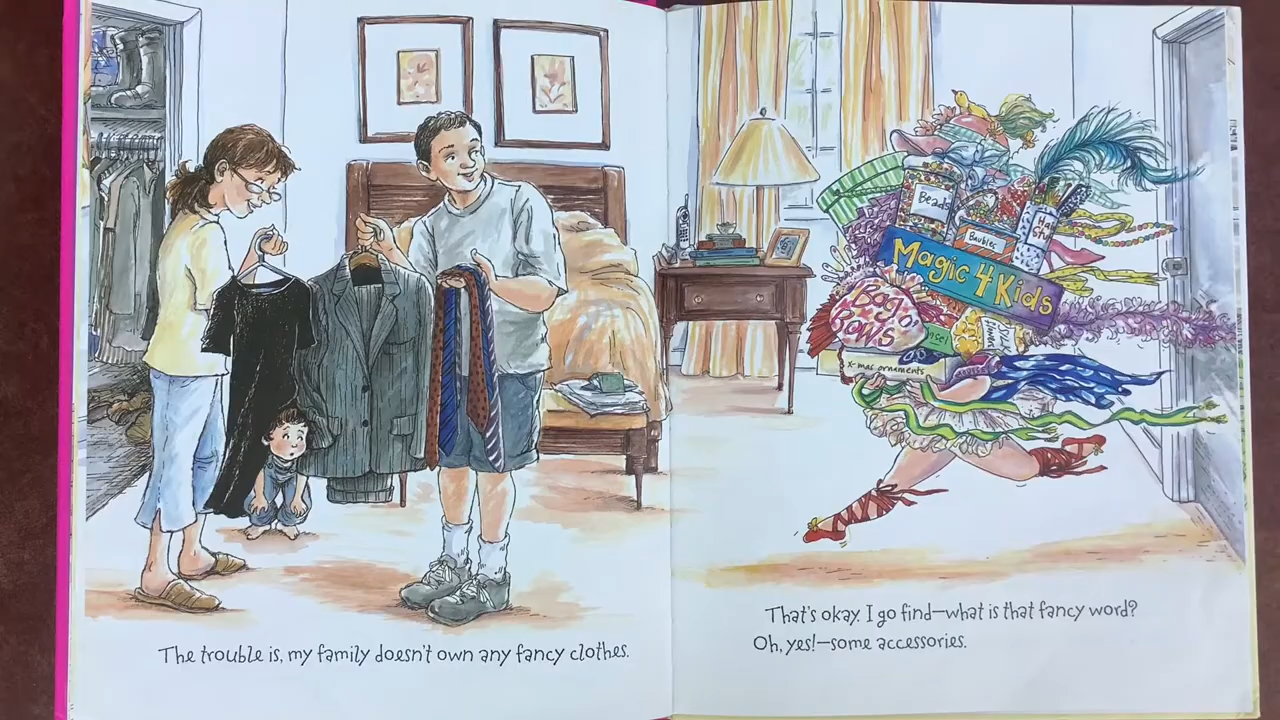 The trouble is, my family doesn't own any fancy clothes.
Beads
Baubles
Magic 4 Kids
Bag o'
Bows
x-mas ornaments
That's okay. I go find—what is that fancy word?
Oh, yes!—some accessories.